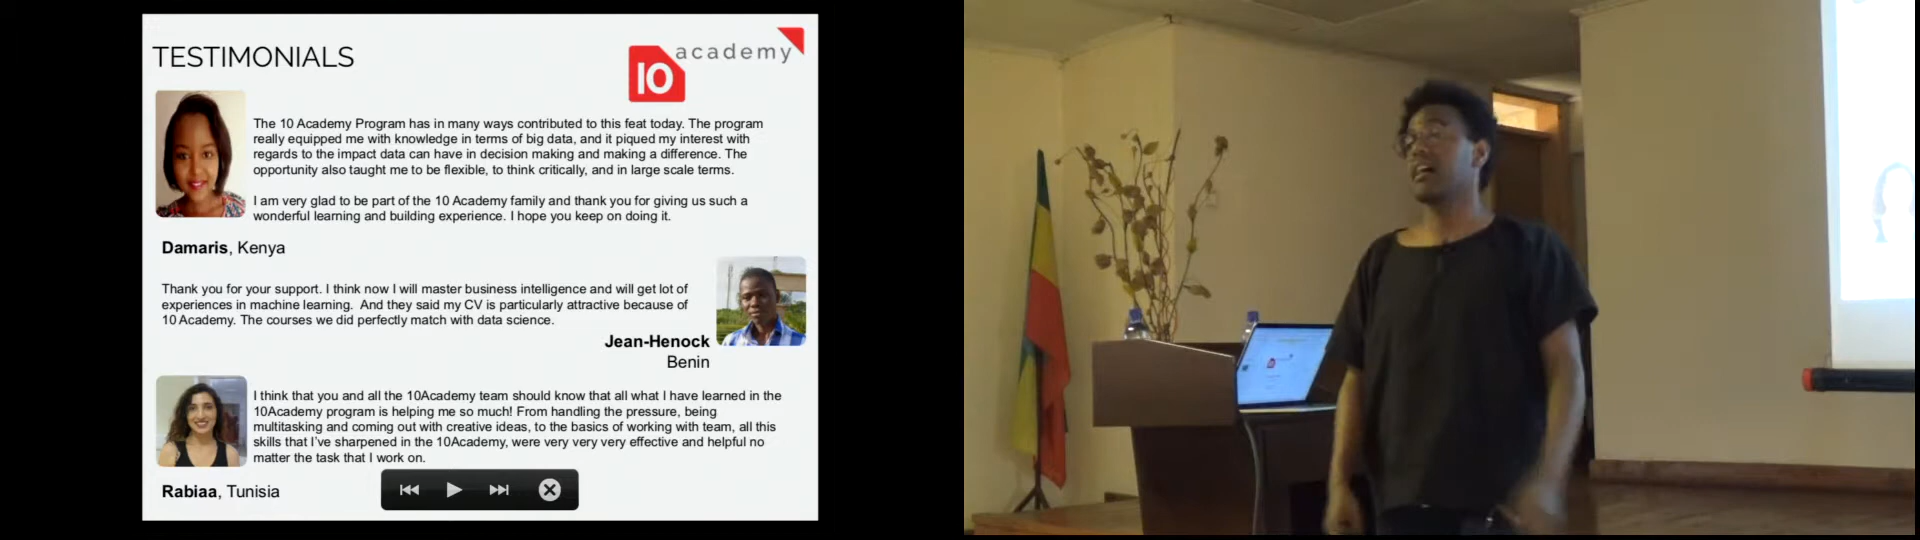 TESTIMONIALS
10 academy
The 10 Academy Program has in many ways contributed to this feat today. The program
really equipped me with knowledge in terms of big data, and it piqued my interest with
regards to the impact data can have in decision making and making a difference. The
opportunity also taught me to be flexible, to think critically, and in large scale terms.
I am very glad to be part of the 10 Academy family and thank you for giving us such a
wonderful learning and building experience. I hope you keep on doing it.
Damaris, Kenya
Thank you for your support. I think now I will master business intelligence and will get lot of
experiences in machine learning. And they said my CV is particularly attractive because of
10 Academy. The courses we did perfectly match with data science.
Jean-Henock
Benin
I think that you and all the 10Academy team should know that all what I have learned in the
10Academy program is helping me so much! From handling the pressure, being
multitasking and coming out with creative ideas, to the basics of working with team, all this
skills that I've sharpened in the 10Academy, were very very very effective and helpful no
matter the task that I work on.
Rabiaa, Tunisia